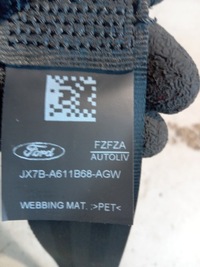 Ford
FZFZA
AUTOLIV
JX7B-A611B68-AGW
WEBBING MAT. :>PET<